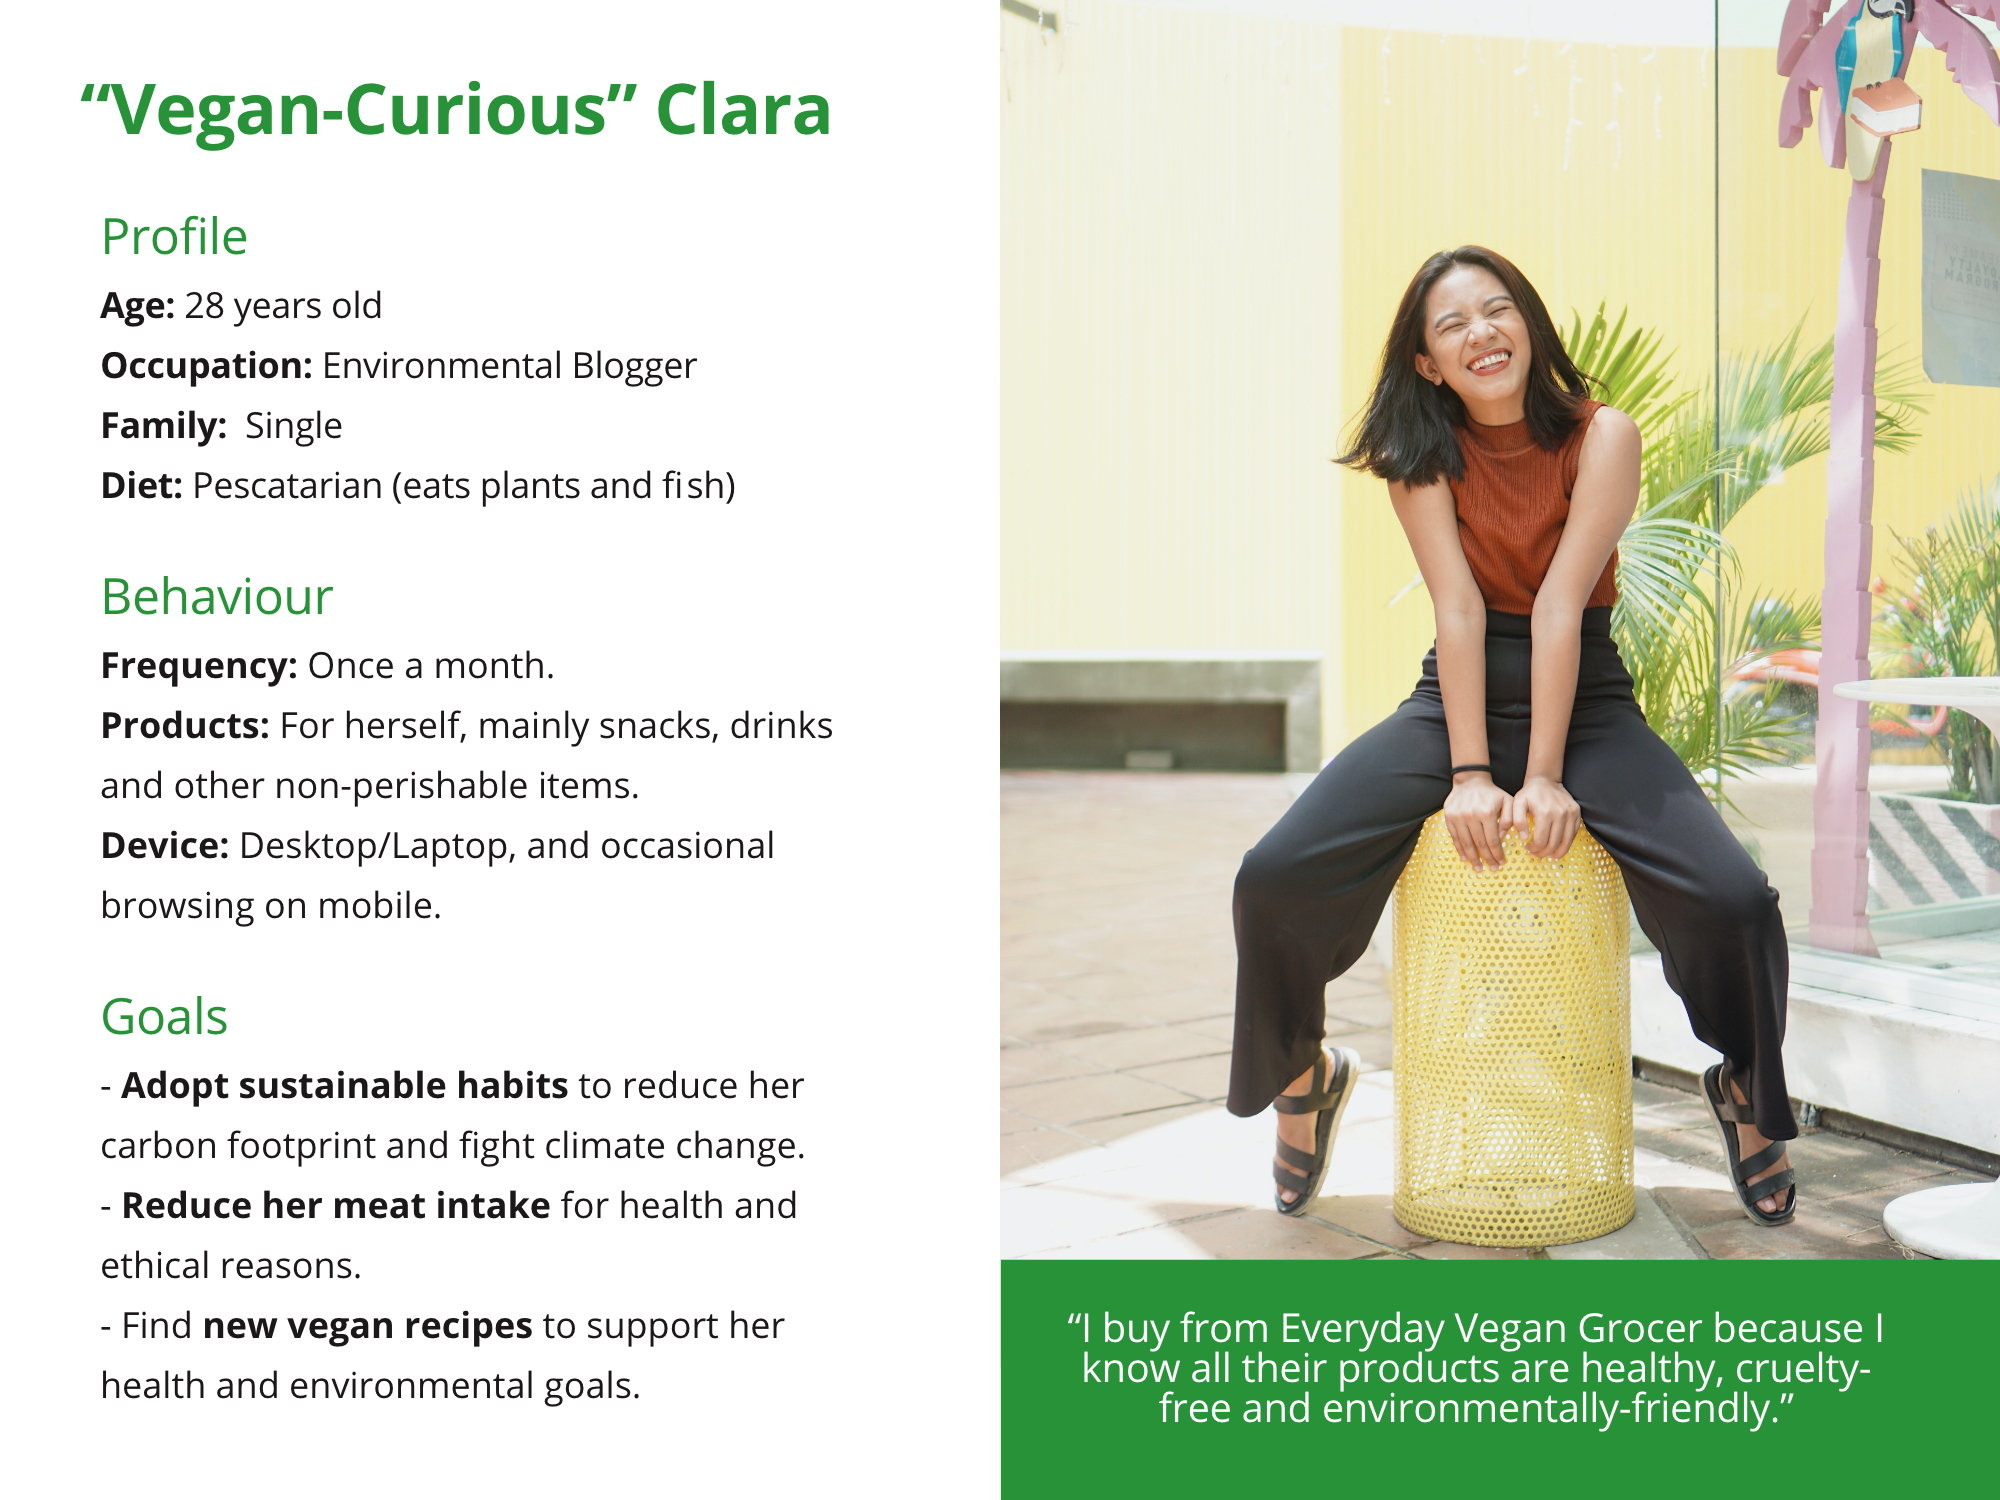 “Vegan-Curious” Clara
Profile
Age: 28 years old
Occupation: Environmental Blogger
Family:  Single
Diet: Pescatarian (eats plants and fish)
Behaviour
Frequency: Once a month.
Products: For herself, mainly snacks, drinks
and other non-perishable items.
Device: Desktop/Laptop, and occasional
browsing on mobile.
Goals
- Adopt sustainable habits to reduce her
carbon footprint and fight climate change.
- Reduce her meat intake for health and
ethical reasons.
- Find new vegan recipes to support her
health and environmental goals.
“I buy from Everyday Vegan Grocer because I
know all their products are healthy, cruelty-
free and environmentally-friendly.”